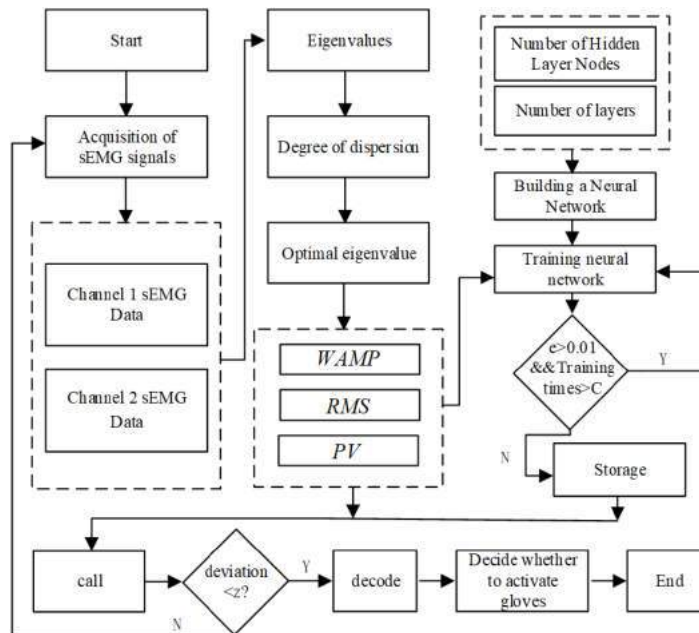 Start
Acquisition of
sEMG signals
Channel 1 sEMG
Data
Channel 2 sEMG
Data
Eigenvalues
Degree of dispersion
Optimal eigenvalue
WAMP
RMS
PV
Number of Hidden
Layer Nodes
Number of layers
Building a Neural
Network
Training neural
network
e>0.01
&&Training
times>C
Y
N
Storage
call
deviation
<z?
Y
N
decode
Decide whether
to activate
gloves
End